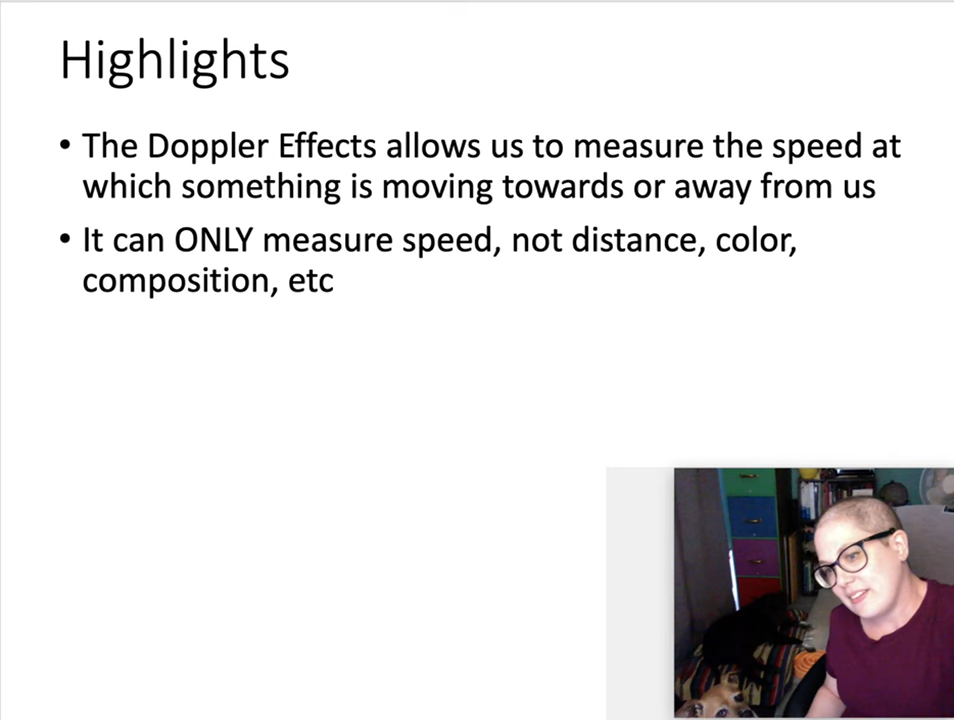 Highlights
• The Doppler Effects allows us to measure the speed at
which something is moving towards or away from us
• It can ONLY measure speed, not distance, color,
composition, etc